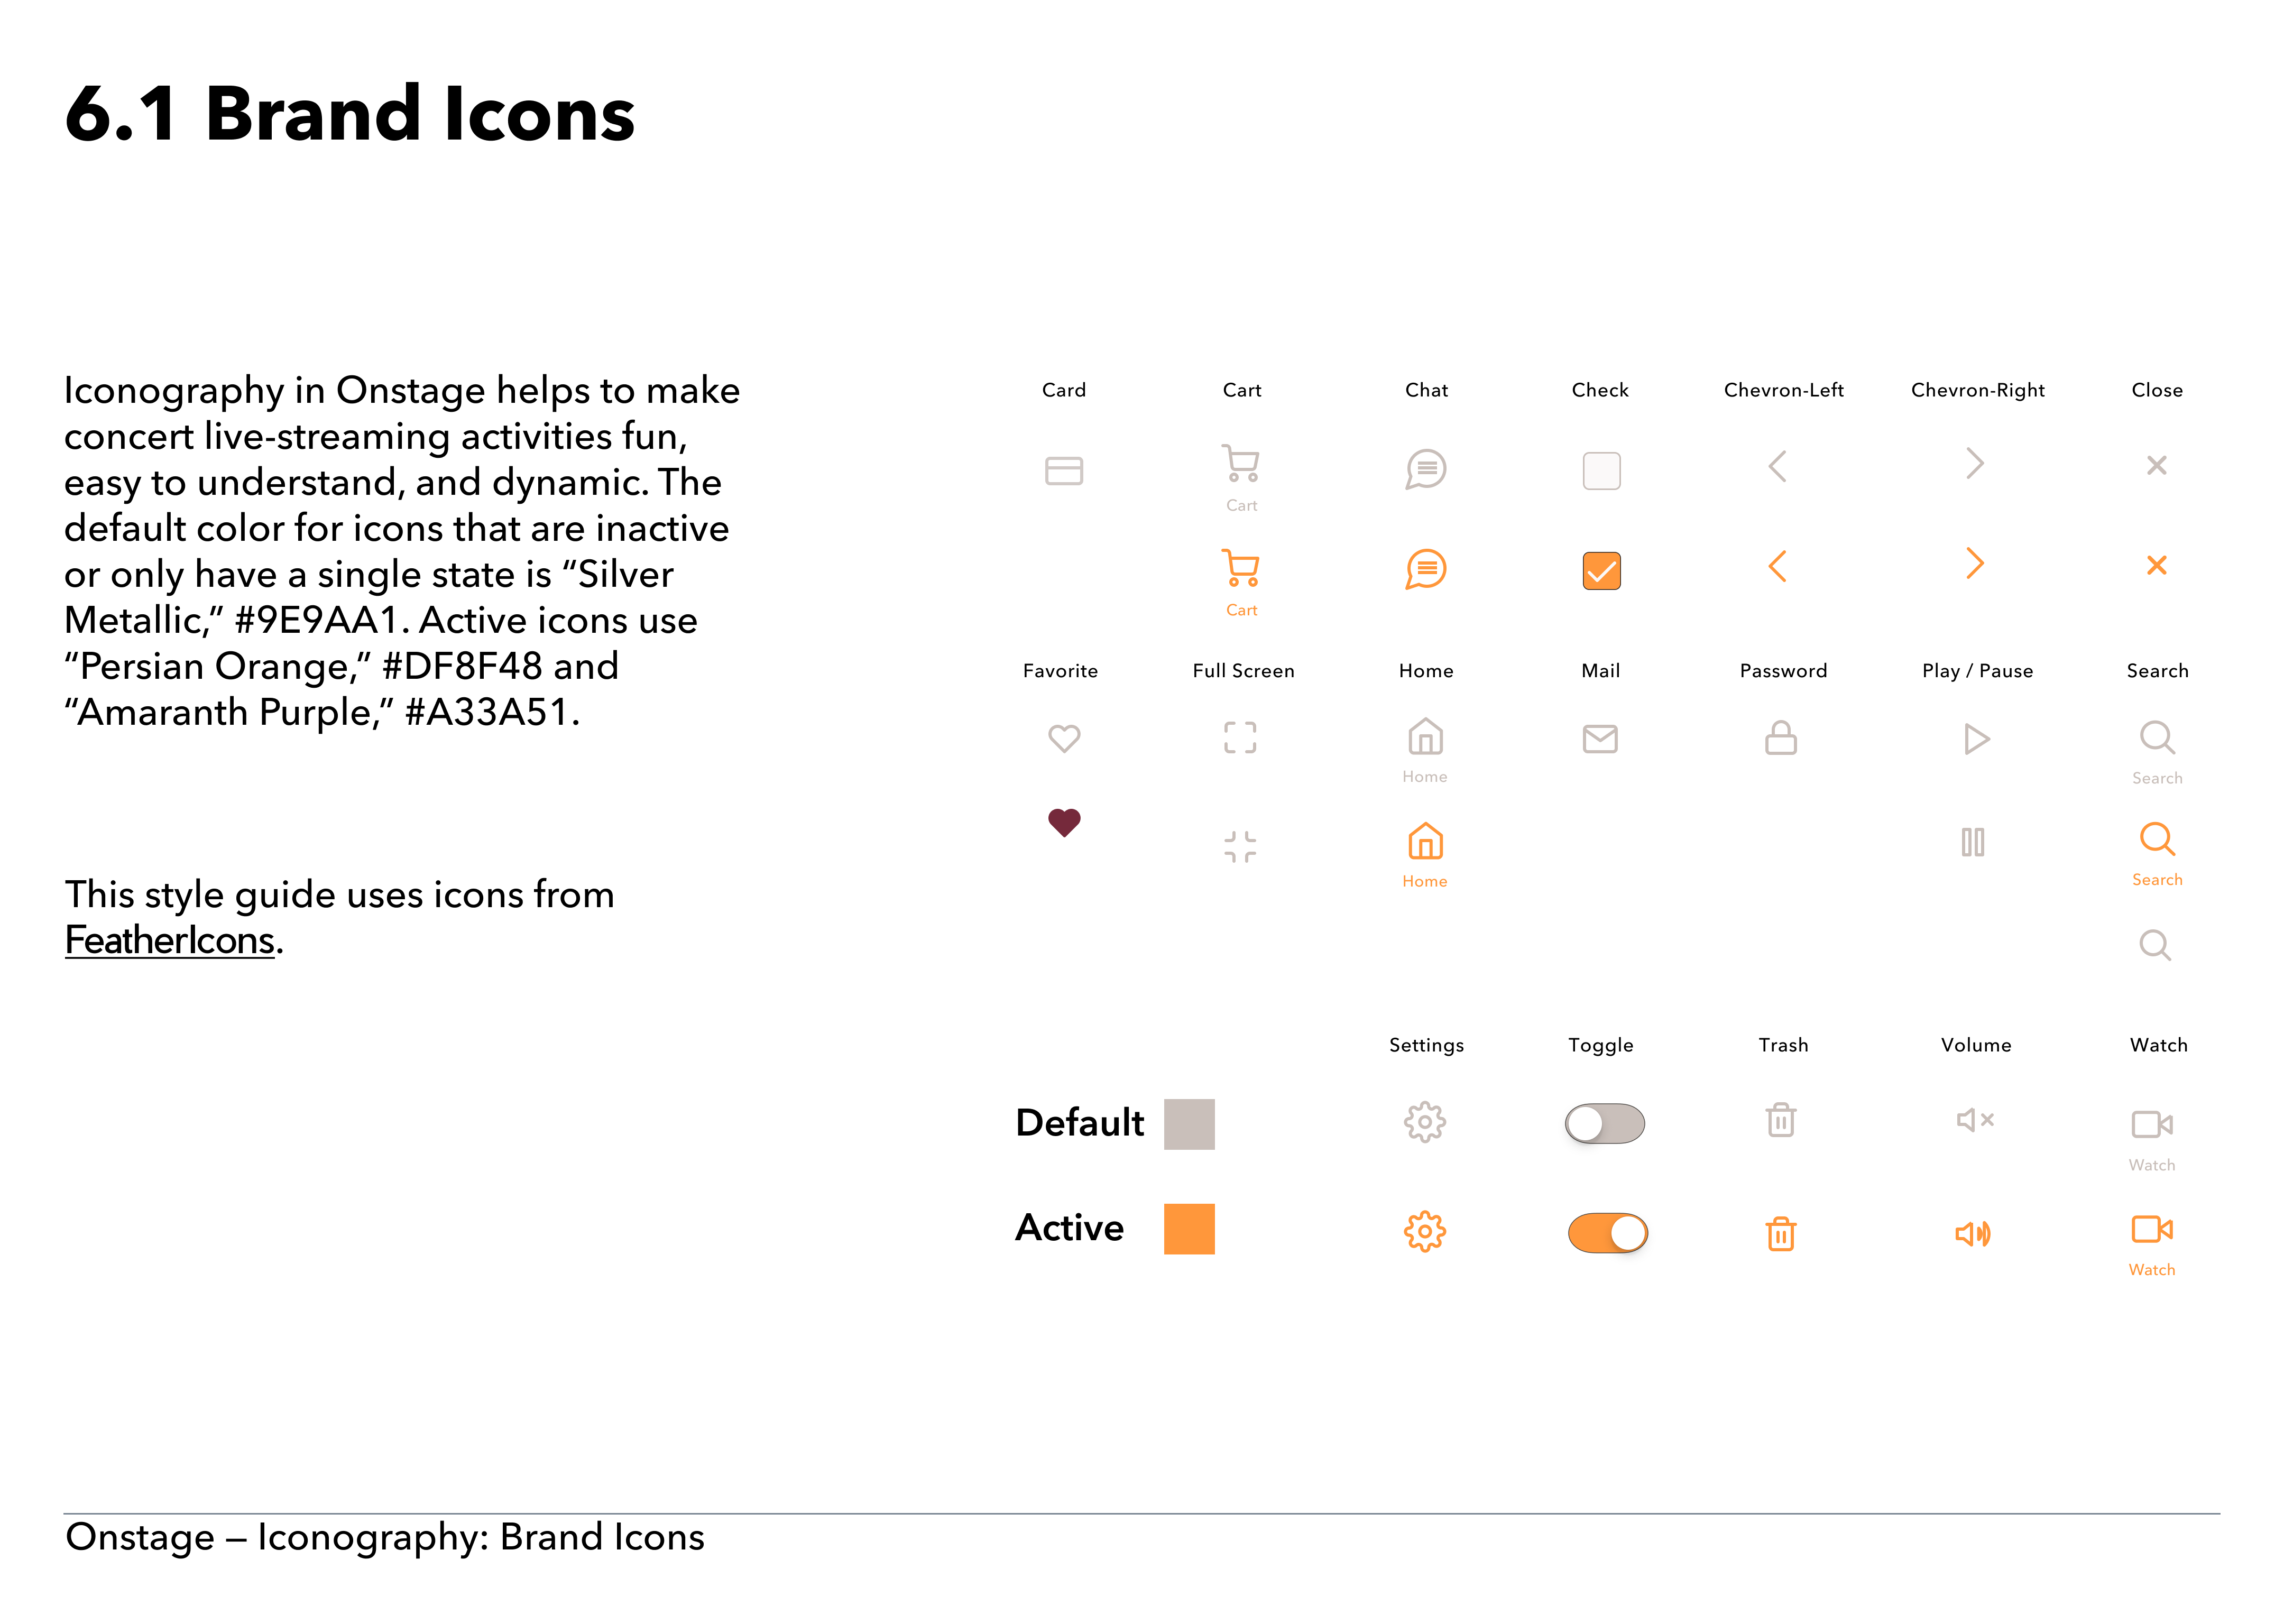 6.1 Brand Icons
Iconography in Onstage helps to make
concert live-streaming activities fun,
easy to understand, and dynamic. The
default color for icons that are inactive
or only have a single state is “Silver
Metallic,” #9E9AA1. Active icons use
“Persian Orange,” #DF8F48 and
“Amaranth Purple,” #A33A51.
This style guide uses icons from
FeatherIcons.
Card Cart Chat Check Chevron-Left Chevron-Right Close
Cart
Cart
Favorite Full Screen Home Mail Password Play / Pause Search
Home Search
Home Search
Settings Toggle Trash Volume Watch
Default
Watch
Active
Watch
Onstage – Iconography: Brand Icons